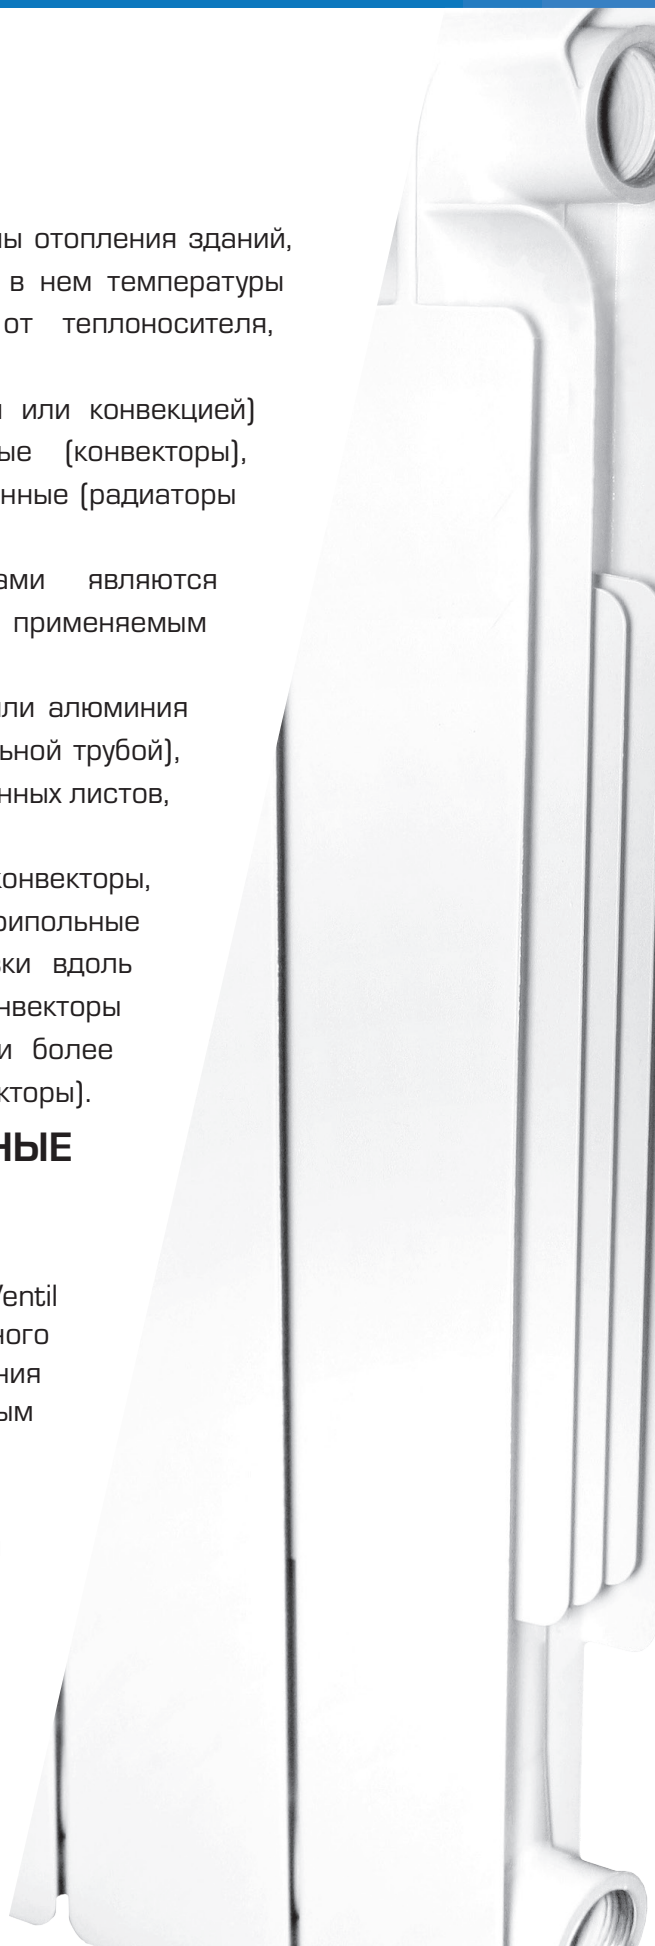 ы отопления зданий,
в нем температуры
от теплоносителя,
или конвекцией)
ые (конвекторы),
нные (радиаторы
ами являются
применяемым
или алюминия
ьной трубой),
нных листов,
конвекторы,
рипольные
ки вдоль
нвекторы
и более
кторы).
НЫЕ
Ventil
ного
ния
ым